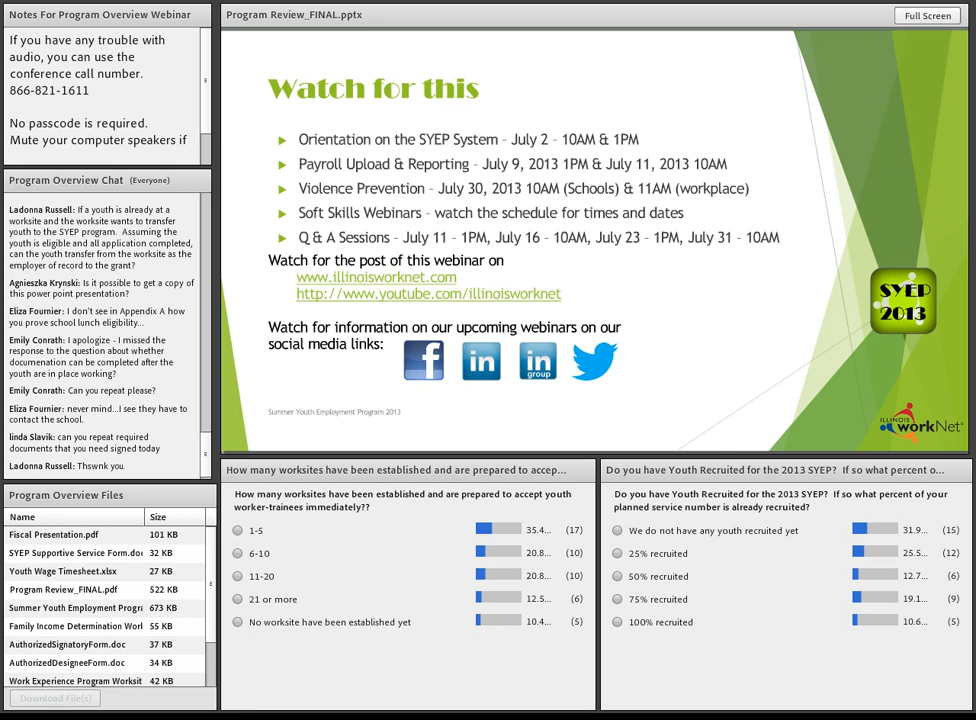 Notes For Program Overview Webinar
If you have any trouble with
audio, you can use the
conference call number.
866-821-1611
No passcode is required.
Mute your computer speakers if
Program Overview Chat (Everyone)
Ladonna Russell: If a youth is already at a
worksite and the worksite wants to transfer
youth to the SYEP program. Assuming the
youth is eligible and all application completed,
can the youth transfer from the worksite as the
employer of record to the grant?
Agnieszka Krynski: Is it possible to get a copy of
this power point presentation?
Eliza Fournier: I don't see in Appendix A how
you prove school lunch eligibility...
Emily Conrath: I apologize - I missed the
response to the question about whether
documenation can be completed after the
youth are in place working?
Emily Conrath: Can you repeat please?
Eliza Fournier: never mind...I see they have to
contact the school.
linda Slavik: can you repeat required
documents that you need signed today
Ladonna Russell: Thswnk you.
Program Overview Files
Name Size
Fiscal Presentation.pdf 101 KB
SYEP Supportive Service Form.doc 32 KB
Youth Wage Timesheet.xlsx 27 KB
Program Review_FINAL.pdf 522 KB
Summer Youth Employment Progra 673 KB
Family Income Determination Worl 55 KB
AuthorizedSignatoryForm.doc 37 KB
AuthorizedDesigneeForm.doc 34 KB
Work Experience Program Worksit 42 KB
Download File(s)
Program Review_FINAL.pptx
Full Screen
Watch for this
Orientation on the SYEP System - July 2 - 10AM & 1PM
Payroll Upload & Reporting - July 9, 2013 1PM & July 11, 2013 10AM
Violence Prevention - July 30, 2013 10AM (Schools) & 11AM (workplace)
Soft Skills Webinars - watch the schedule for times and dates
Q & A Sessions - July 11 - 1PM, July 16 - 10AM, July 23 - 1PM, July 31 - 10AM
Watch for the post of this webinar on
www.illinoisworknet.com
http://www.youtube.com/illinoisworknet
Watch for information on our upcoming webinars on our
social media links:
f
in
in
group
Summer Youth Employment Program 2013
SYEP
2013
ILLINOIS
workNet
How many worksites have been established and are prepared to accep...
How many worksites have been established and are prepared to accept youth
worker-trainees immediately??
1-5 35.4... (17)
6-10 20.8... (10)
11-20 20.8... (10)
21 or more 12.5... (6)
No worksite have been established yet 10.4... (5)
Do you have Youth Recruited for the 2013 SYEP? If so what percent o...
Do you have Youth Recruited for the 2013 SYEP? If so what percent of your
planned service number is already recruited?
We do not have any youth recruited yet 31.9... (15)
25% recruited 25.5... (12)
50% recruited 12.7... (6)
75% recruited 19.1... (9)
100% recruited 10.6... (5)